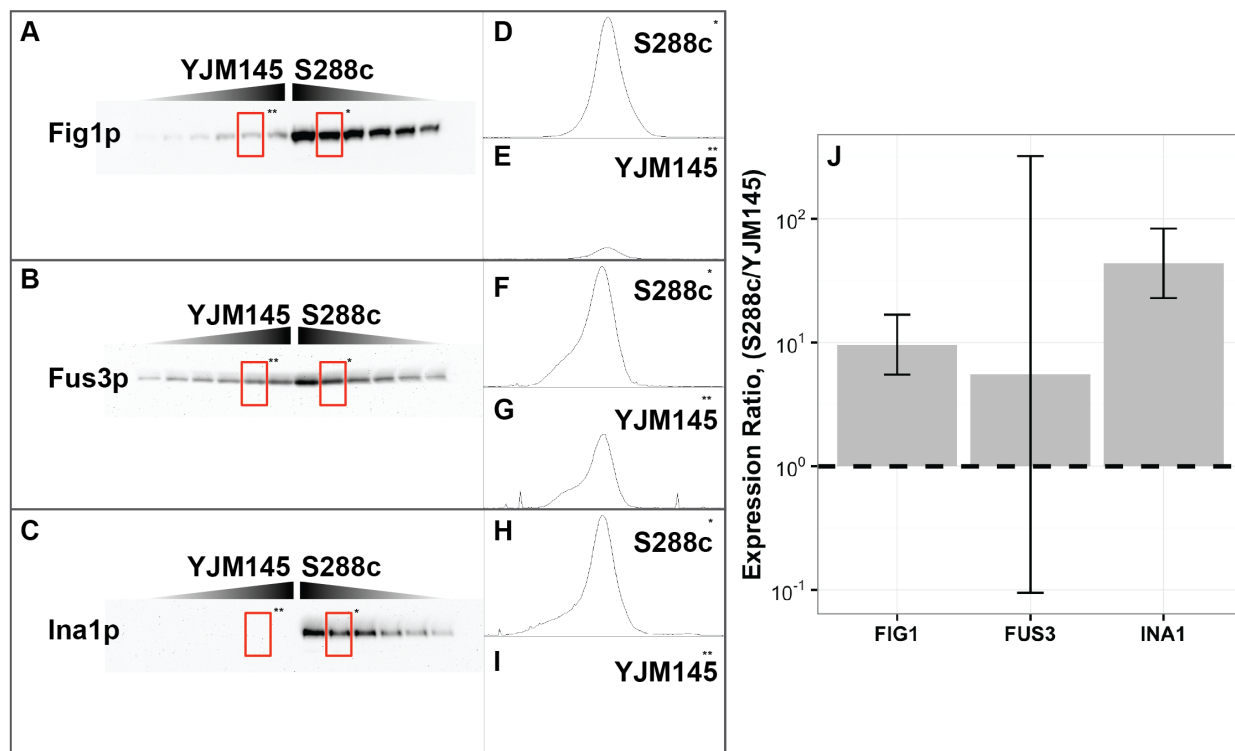 A
YJM145 S288c
Fig1p
** *
D
S288c*
E
YJM145**
B
YJM145 S288c
Fus3p
** *
F
S288c*
G
YJM145**
C
YJM145 S288c
Ina1p
** *
H
S288c*
I
YJM145**
J
Expression Ratio, (S288c/YJM145)
10²
10¹
10⁰
10⁻¹
FIG1 FUS3 INA1